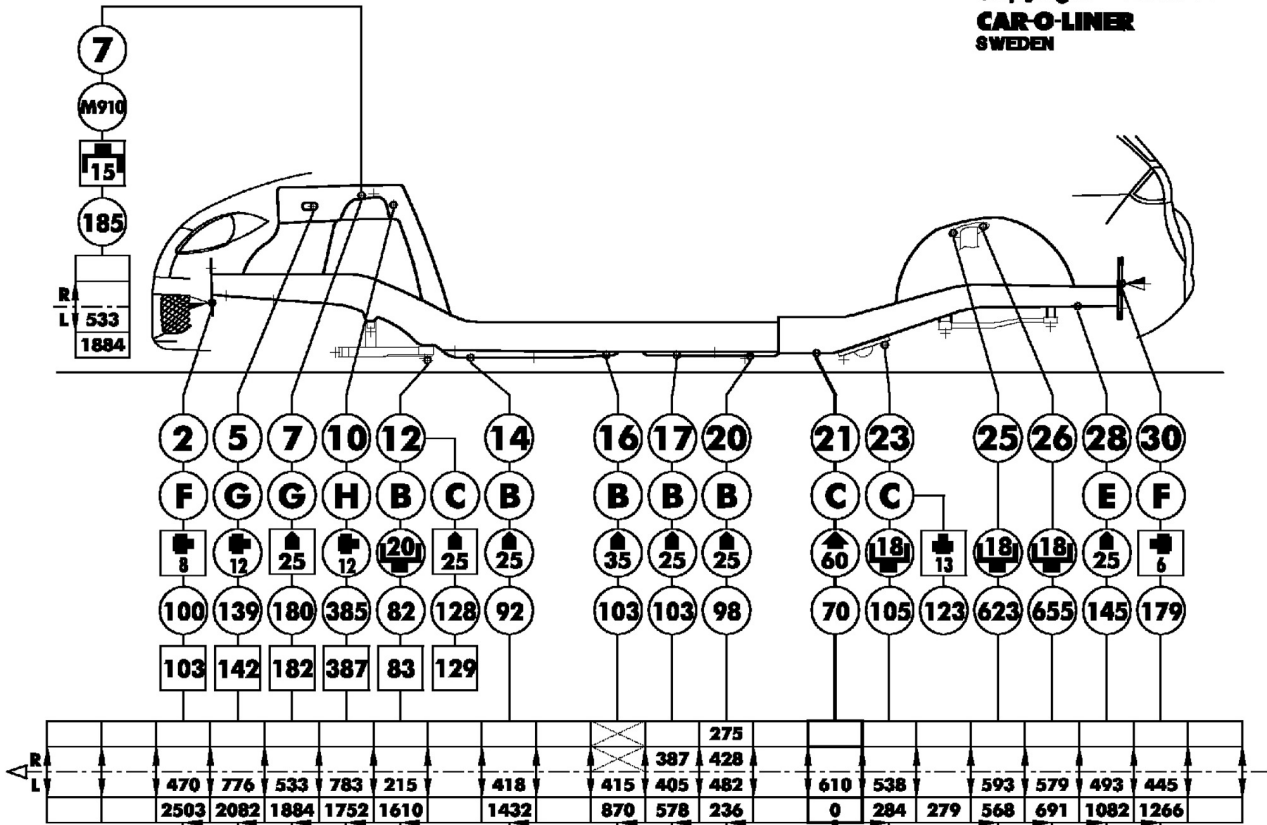 CAR-O-LINER
SWEDEN
7
M910
15
185
R
L 533
1884
2 5 7 10 12 14 16 17 20 21 23 25 26 28 30
F G G H B C B B B B C C E F
8 12 25 12 20 25 25 35 25 25 60 18 13 18 18 25 6
100 139 180 385 82 128 92 103 103 98 70 105 123 623 655 145 179
103 142 182 387 83 129
275
R 387 428
L 470 776 533 783 215 418 415 405 482 610 538 593 579 493 445
2503 2082 1884 1752 1610 1432 870 578 236 0 284 279 568 691 1082 1266